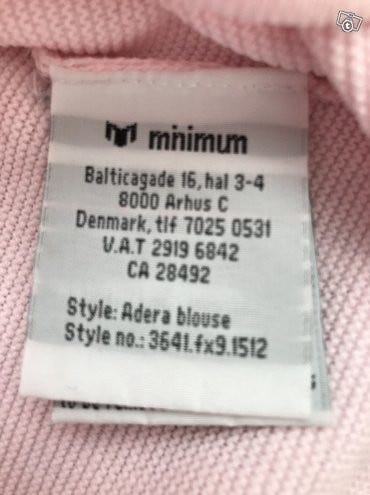 minimum
Balticagade 16, hal 3-4
8000 Arhus C
Denmark, tlf 7025 0531
V.A.T 2919 6842
CA 28492
Style: Adera blouse
Style no.: 3641.fx9.1512